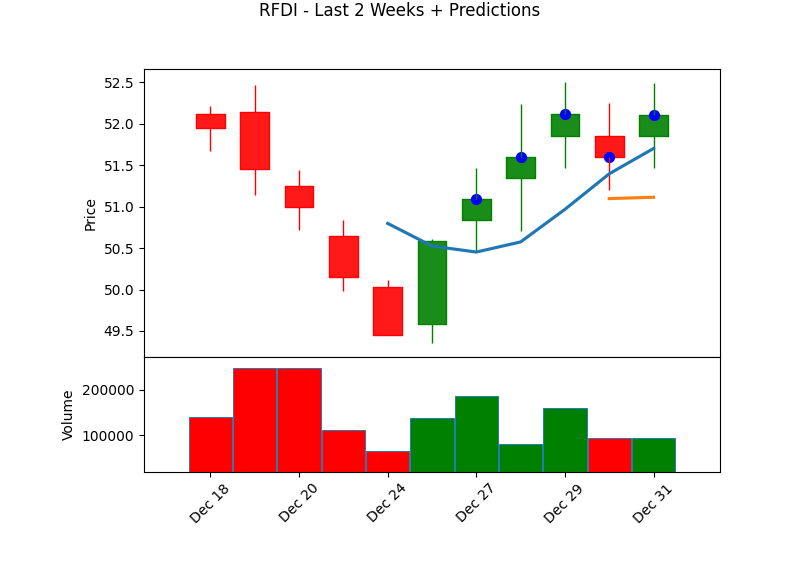 RFDI - Last 2 Weeks + Predictions
52.5
52.0
51.5
51.0
50.5
50.0
49.5
Price
200000
100000
Volume
Dec 18
Dec 20
Dec 24
Dec 27
Dec 29
Dec 31